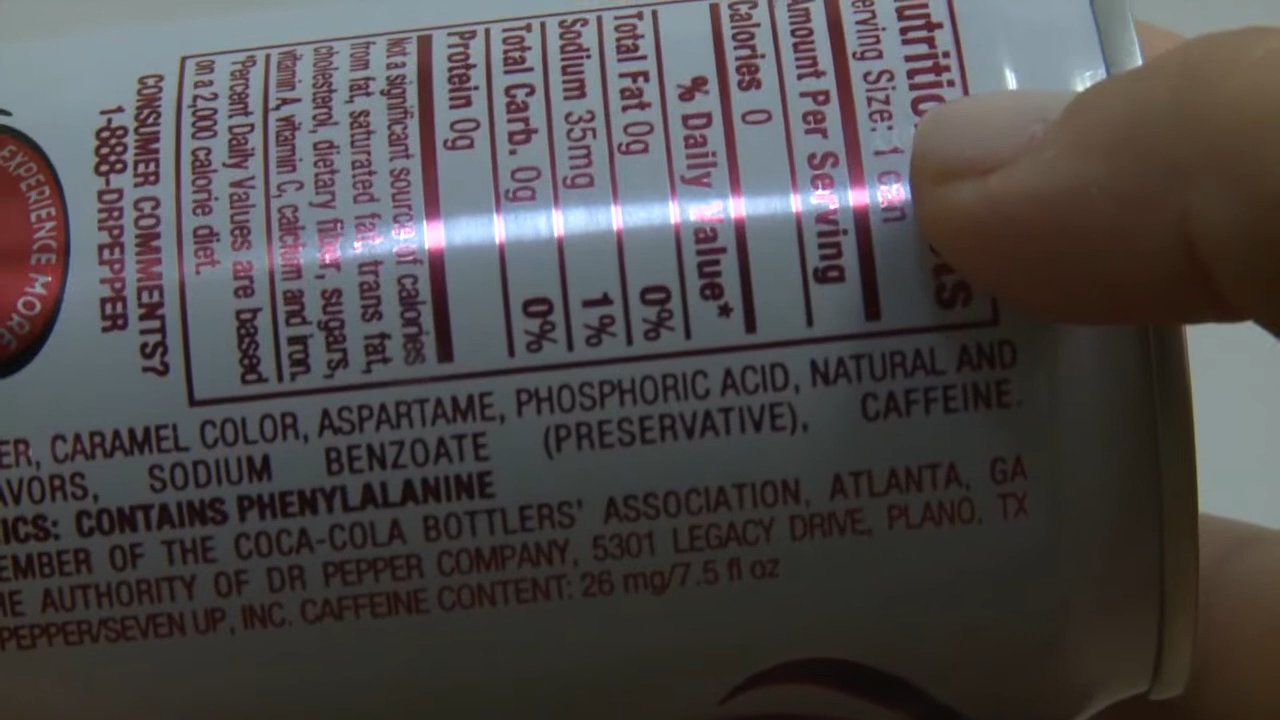 Serving Size: 1 can
Amount Per Serving
Calories 0
% Daily Value*
Total Fat 0g 0%
Sodium 35mg 1%
Total Carb. 0g 0%
Protein 0g
Not a significant source of calories
from fat, saturated fat, trans fat,
cholesterol, dietary fiber, sugars,
vitamin A, vitamin C, calcium and iron.
*Percent Daily Values are based
on a 2,000 calorie diet.
CONSUMER COMMENTS?
1-888-DRPEPPER
EXPERIENCE MORE
CARAMEL COLOR, ASPARTAME, PHOSPHORIC ACID, NATURAL AND
SODIUM BENZOATE (PRESERVATIVE), CAFFEINE.
CONTAINS PHENYLALANINE
OF THE COCA-COLA BOTTLERS' ASSOCIATION, ATLANTA, GA
AUTHORITY OF DR PEPPER COMPANY, 5301 LEGACY DRIVE, PLANO, TX
PEPPER/SEVEN UP, INC. CAFFEINE CONTENT: 26 mg/7.5 fl oz